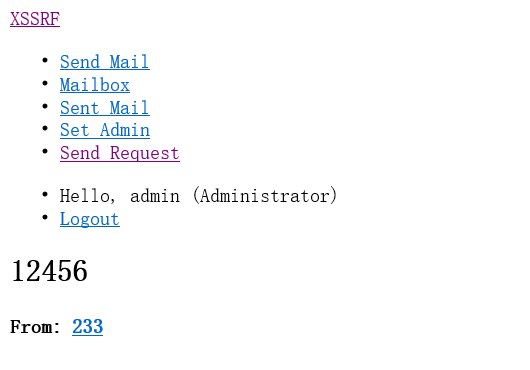 XSSRF
Send Mail
Mailbox
Sent Mail
Set Admin
Send Request
Hello, admin (Administrator)
Logout
12456
From: 233